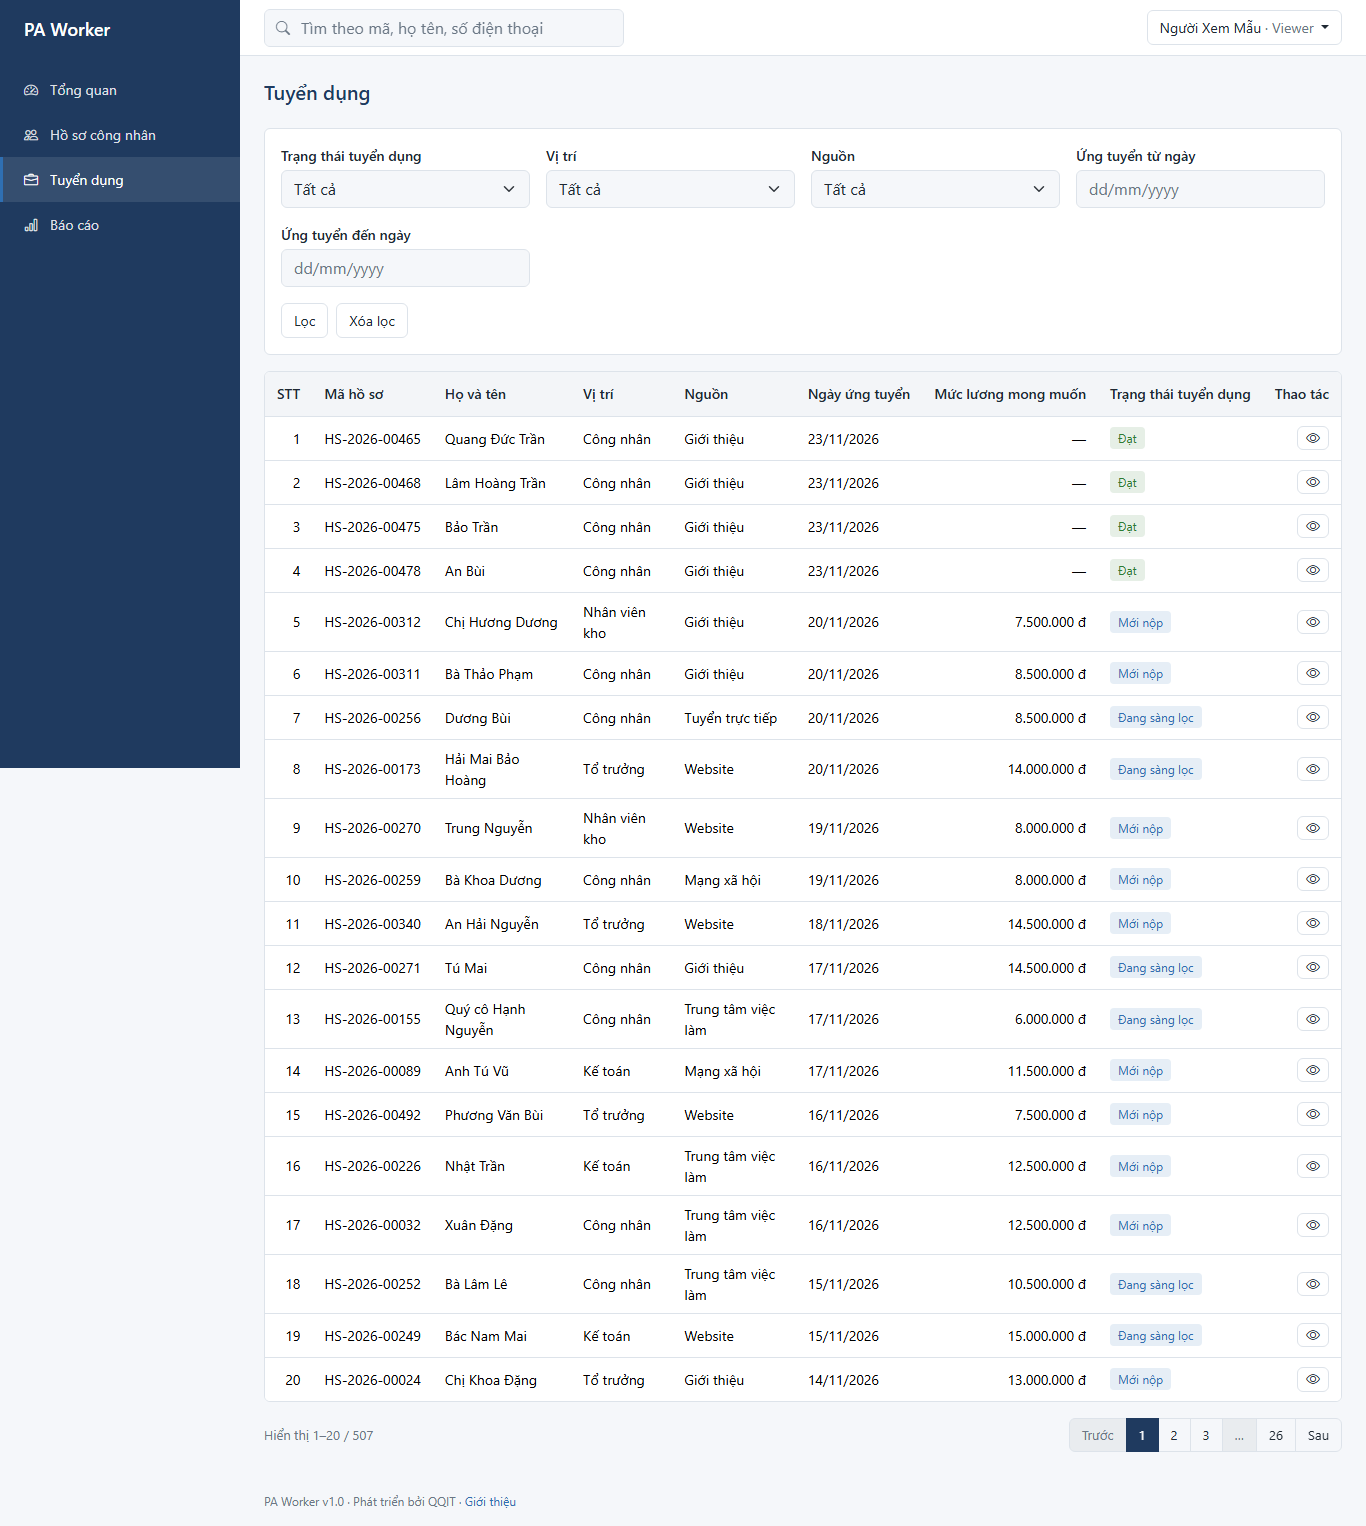 PA Worker
Tìm theo mã, họ tên, số điện thoại
Người Xem Mẫu · Viewer
Tổng quan
Hồ sơ công nhân
Tuyển dụng
Báo cáo
Tuyển dụng
Trạng thái tuyển dụng Vị trí Nguồn Ứng tuyển từ ngày
Tất cả Tất cả Tất cả dd/mm/yyyy
Ứng tuyển đến ngày
dd/mm/yyyy
Lọc Xóa lọc
STT Mã hồ sơ Họ và tên Vị trí Nguồn Ngày ứng tuyển Mức lương mong muốn Trạng thái tuyển dụng Thao tác
1 HS-2026-00465 Quang Đức Trần Công nhân Giới thiệu 23/11/2026 — Đạt
2 HS-2026-00468 Lâm Hoàng Trần Công nhân Giới thiệu 23/11/2026 — Đạt
3 HS-2026-00475 Bảo Trần Công nhân Giới thiệu 23/11/2026 — Đạt
4 HS-2026-00478 An Bùi Công nhân Giới thiệu 23/11/2026 — Đạt
5 HS-2026-00312 Chị Hương Dương Nhân viên kho Giới thiệu 20/11/2026 7.500.000 đ Mới nộp
6 HS-2026-00311 Bà Thảo Phạm Công nhân Giới thiệu 20/11/2026 8.500.000 đ Mới nộp
7 HS-2026-00256 Dương Bùi Công nhân Tuyển trực tiếp 20/11/2026 8.500.000 đ Đang sàng lọc
8 HS-2026-00173 Hải Mai Bảo Hoàng Tổ trưởng Website 20/11/2026 14.000.000 đ Đang sàng lọc
9 HS-2026-00270 Trung Nguyễn Nhân viên kho Website 19/11/2026 8.000.000 đ Mới nộp
10 HS-2026-00259 Bà Khoa Dương Công nhân Mạng xã hội 19/11/2026 8.000.000 đ Mới nộp
11 HS-2026-00340 An Hải Nguyễn Tổ trưởng Website 18/11/2026 14.500.000 đ Mới nộp
12 HS-2026-00271 Tú Mai Công nhân Giới thiệu 17/11/2026 14.500.000 đ Đang sàng lọc
13 HS-2026-00155 Quý cô Hạnh Nguyễn Công nhân Trung tâm việc làm 17/11/2026 6.000.000 đ Đang sàng lọc
14 HS-2026-00089 Anh Tú Vũ Kế toán Mạng xã hội 17/11/2026 11.500.000 đ Mới nộp
15 HS-2026-00492 Phương Văn Bùi Tổ trưởng Website 16/11/2026 7.500.000 đ Mới nộp
16 HS-2026-00226 Nhật Trần Kế toán Trung tâm việc làm 16/11/2026 12.500.000 đ Mới nộp
17 HS-2026-00032 Xuân Đặng Công nhân Trung tâm việc làm 16/11/2026 12.500.000 đ Mới nộp
18 HS-2026-00252 Bà Lâm Lê Công nhân Trung tâm việc làm 15/11/2026 10.500.000 đ Đang sàng lọc
19 HS-2026-00249 Bác Nam Mai Kế toán Website 15/11/2026 15.000.000 đ Đang sàng lọc
20 HS-2026-00024 Chị Khoa Đặng Tổ trưởng Giới thiệu 14/11/2026 13.000.000 đ Mới nộp
Hiển thị 1–20 / 507
Trước 1 2 3 ... 26 Sau
PA Worker v1.0 · Phát triển bởi QQIT · Giới thiệu